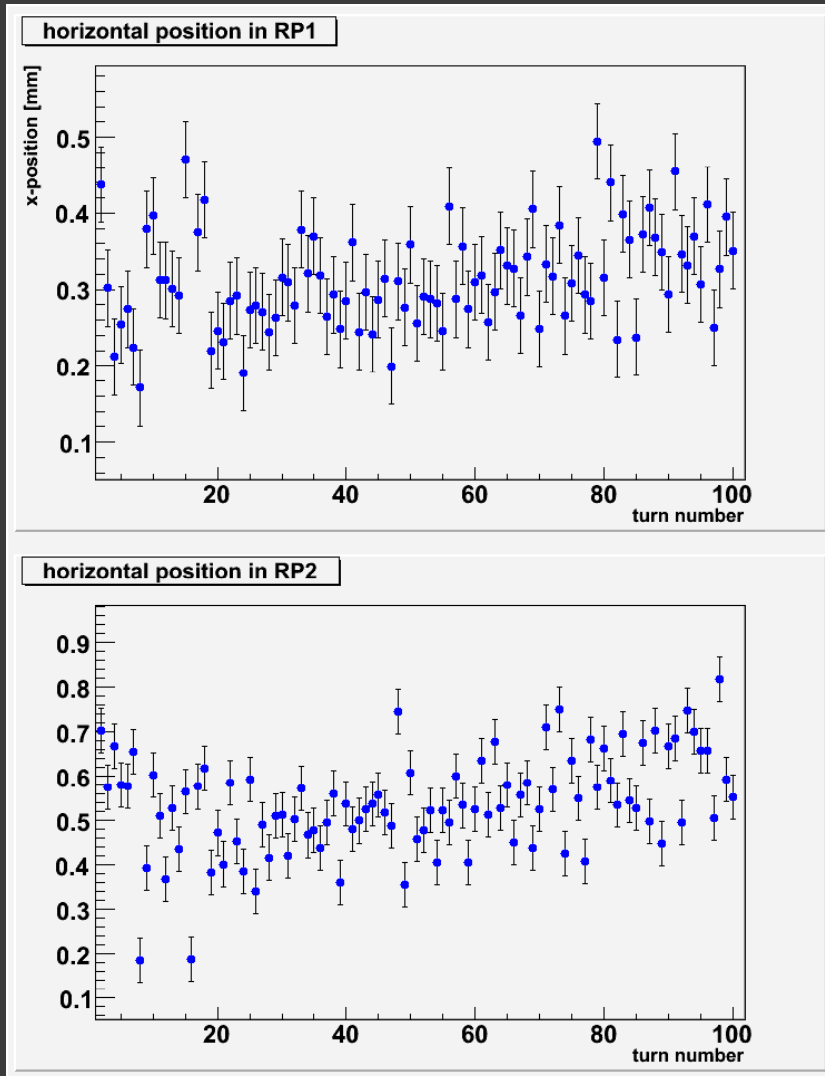 horizontal position in RP1
x-position [mm]
0.5
0.4
0.3
0.2
0.1
20 40 60 80 100
turn number
horizontal position in RP2
0.9
0.8
0.7
0.6
0.5
0.4
0.3
0.2
0.1
20 40 60 80 100
turn number